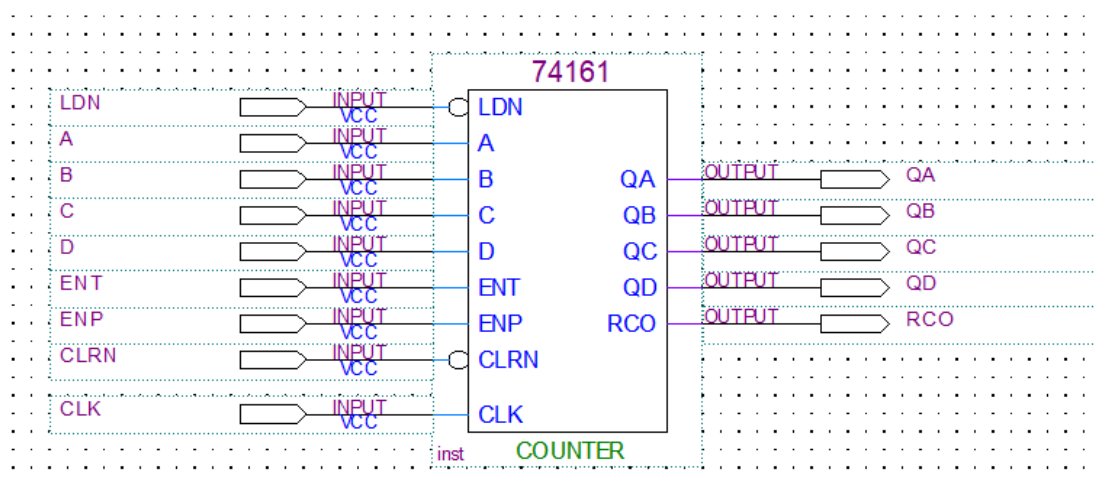 74161
LDN INPUT VCC LDN
A INPUT VCC A
B INPUT VCC B QA OUTPUT QA
C INPUT VCC C QB OUTPUT QB
D INPUT VCC D QC OUTPUT QC
ENT INPUT VCC ENT QD OUTPUT QD
ENP INPUT VCC ENP RCO OUTPUT RCO
CLRN INPUT VCC CLRN
CLK INPUT VCC CLK
inst COUNTER